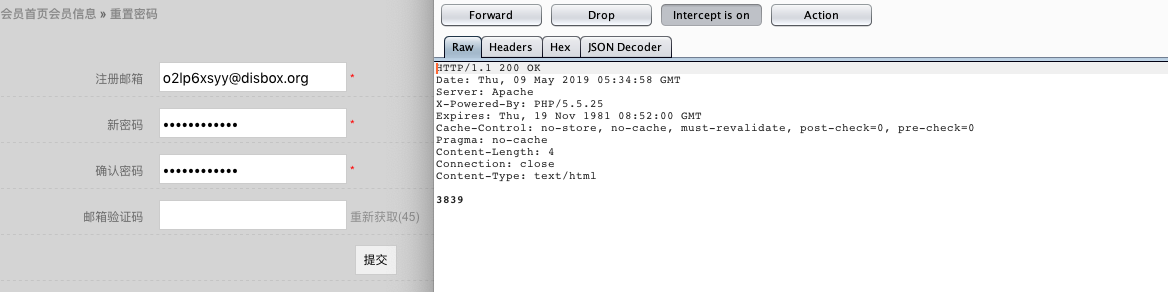 会员首页会员信息 » 重置密码
注册邮箱 o2lp6xsyy@disbox.org *
新密码 •••••••••••• *
确认密码 •••••••••••• *
邮箱验证码 重新获取(45)
提交
Forward Drop Intercept is on Action
Raw Headers Hex JSON Decoder
HTTP/1.1 200 OK
Date: Thu, 09 May 2019 05:34:58 GMT
Server: Apache
X-Powered-By: PHP/5.5.25
Expires: Thu, 19 Nov 1981 08:52:00 GMT
Cache-Control: no-store, no-cache, must-revalidate, post-check=0, pre-check=0
Pragma: no-cache
Content-Length: 4
Connection: close
Content-Type: text/html
3839